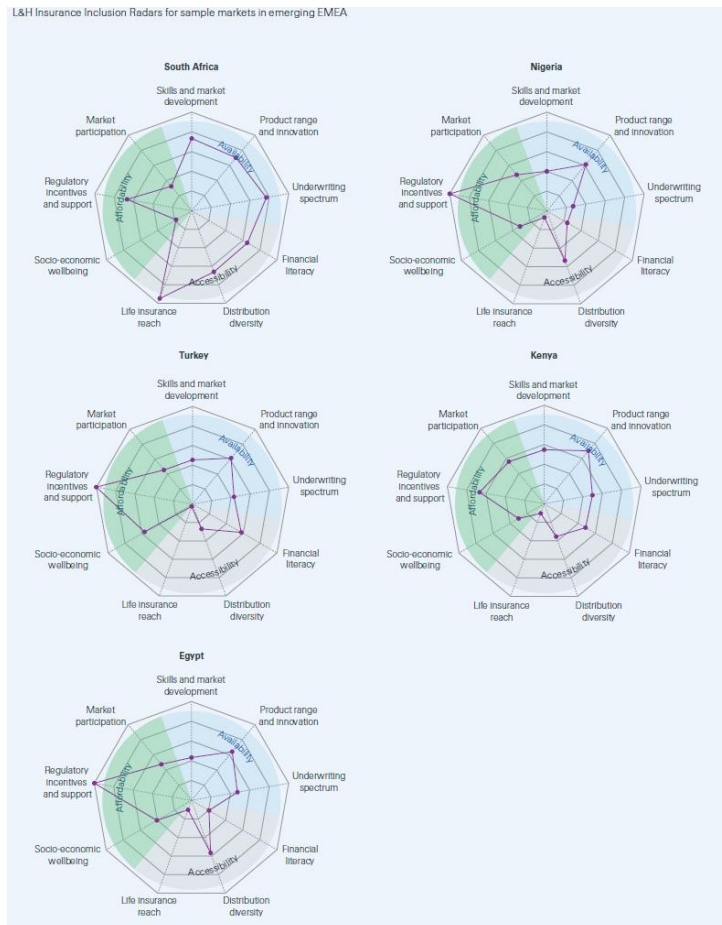 L&H Insurance Inclusion Radars for sample markets in emerging EMEA
South Africa
Skills and market
development
Product range
and innovation
Underwriting
spectrum
Financial
literacy
Distribution
diversity
Life insurance
reach
Socio-economic
wellbeing
Regulatory
incentives
and support
Market
participation
Availability
Accessibility
Affordability
Nigeria
Skills and market
development
Product range
and innovation
Underwriting
spectrum
Financial
literacy
Distribution
diversity
Life insurance
reach
Socio-economic
wellbeing
Regulatory
incentives
and support
Market
participation
Availability
Accessibility
Affordability
Turkey
Skills and market
development
Product range
and innovation
Underwriting
spectrum
Financial
literacy
Distribution
diversity
Life insurance
reach
Socio-economic
wellbeing
Regulatory
incentives
and support
Market
participation
Availability
Accessibility
Affordability
Kenya
Skills and market
development
Product range
and innovation
Underwriting
spectrum
Financial
literacy
Distribution
diversity
Life insurance
reach
Socio-economic
wellbeing
Regulatory
incentives
and support
Market
participation
Availability
Accessibility
Affordability
Egypt
Skills and market
development
Product range
and innovation
Underwriting
spectrum
Financial
literacy
Distribution
diversity
Life insurance
reach
Socio-economic
wellbeing
Regulatory
incentives
and support
Market
participation
Availability
Accessibility
Affordability